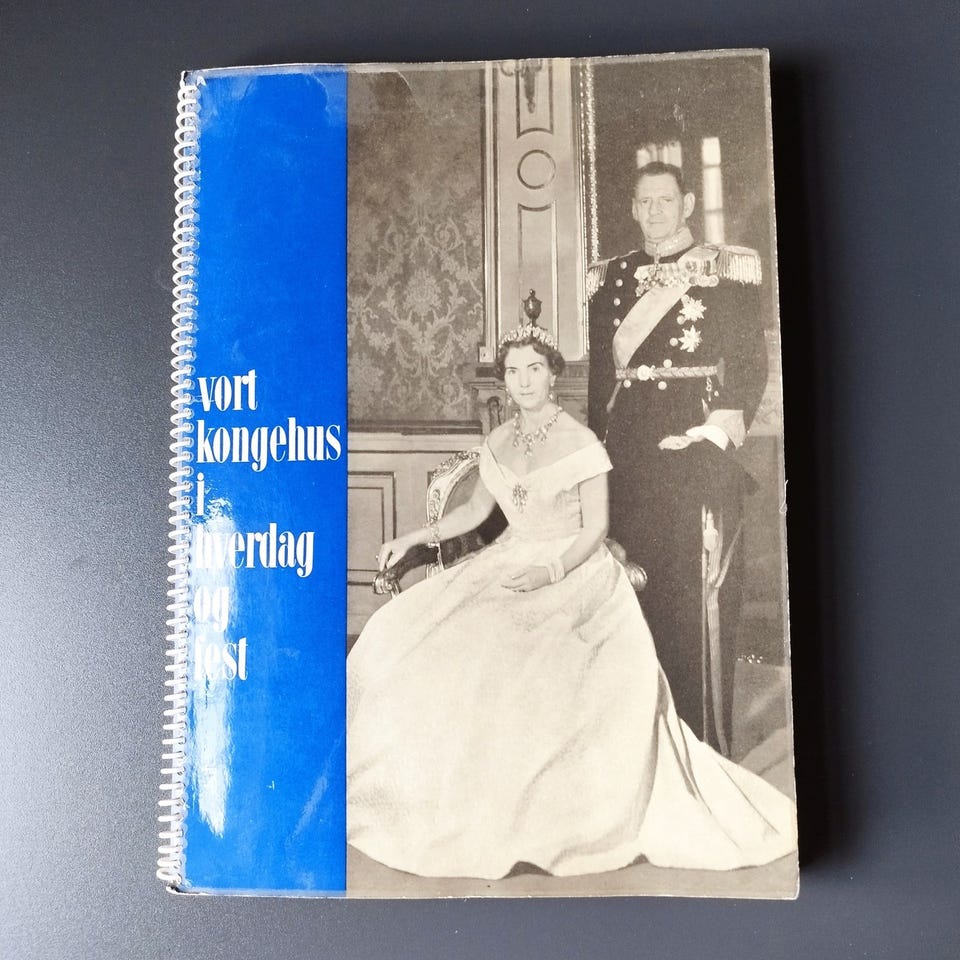 vort
kongehus
i
hverdag
og
fest